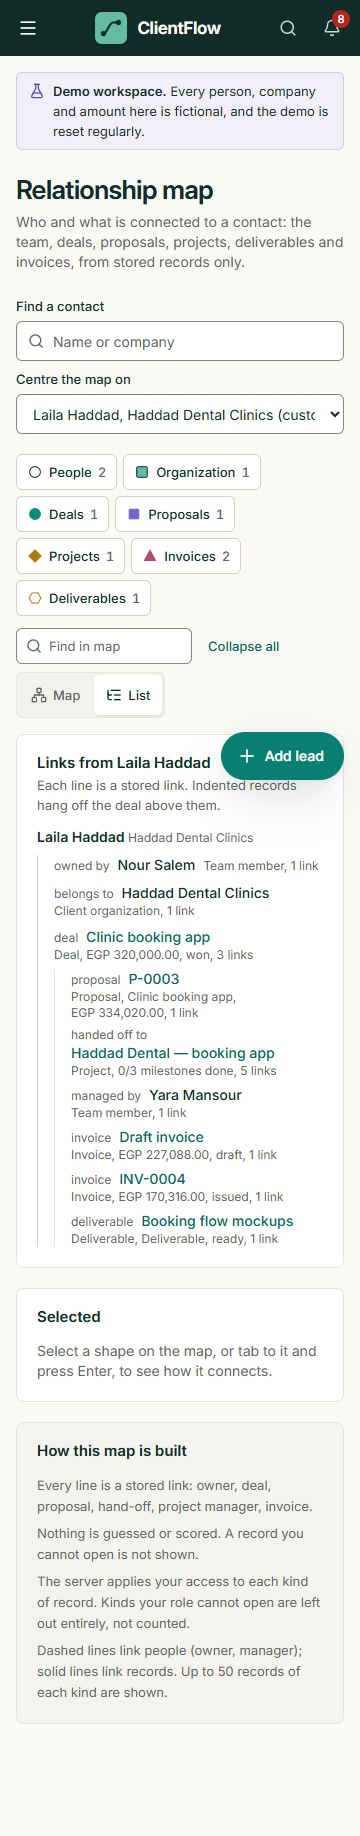 ClientFlow
8
Demo workspace. Every person, company
and amount here is fictional, and the demo is
reset regularly.
Relationship map
Who and what is connected to a contact: the
team, deals, proposals, projects, deliverables and
invoices, from stored records only.
Find a contact
Name or company
Centre the map on
Laila Haddad, Haddad Dental Clinics (custo
People 2
Organization 1
Deals 1
Proposals 1
Projects 1
Invoices 2
Deliverables 1
Find in map
Collapse all
Map
List
Add lead
Links from Laila Haddad
Each line is a stored link. Indented records
hang off the deal above them.
Laila Haddad Haddad Dental Clinics
owned by Nour Salem Team member, 1 link
belongs to Haddad Dental Clinics
Client organization, 1 link
deal Clinic booking app
Deal, EGP 320,000.00, won, 3 links
proposal P-0003
Proposal, Clinic booking app,
EGP 334,020.00, 1 link
handed off to
Haddad Dental — booking app
Project, 0/3 milestones done, 5 links
managed by Yara Mansour
Team member, 1 link
invoice Draft invoice
Invoice, EGP 227,088.00, draft, 1 link
invoice INV-0004
Invoice, EGP 170,316.00, issued, 1 link
deliverable Booking flow mockups
Deliverable, Deliverable, ready, 1 link
Selected
Select a shape on the map, or tab to it and
press Enter, to see how it connects.
How this map is built
Every line is a stored link: owner, deal,
proposal, hand-off, project manager, invoice.
Nothing is guessed or scored. A record you
cannot open is not shown.
The server applies your access to each kind
of record. Kinds your role cannot open are left
out entirely, not counted.
Dashed lines link people (owner, manager);
solid lines link records. Up to 50 records of
each kind are shown.